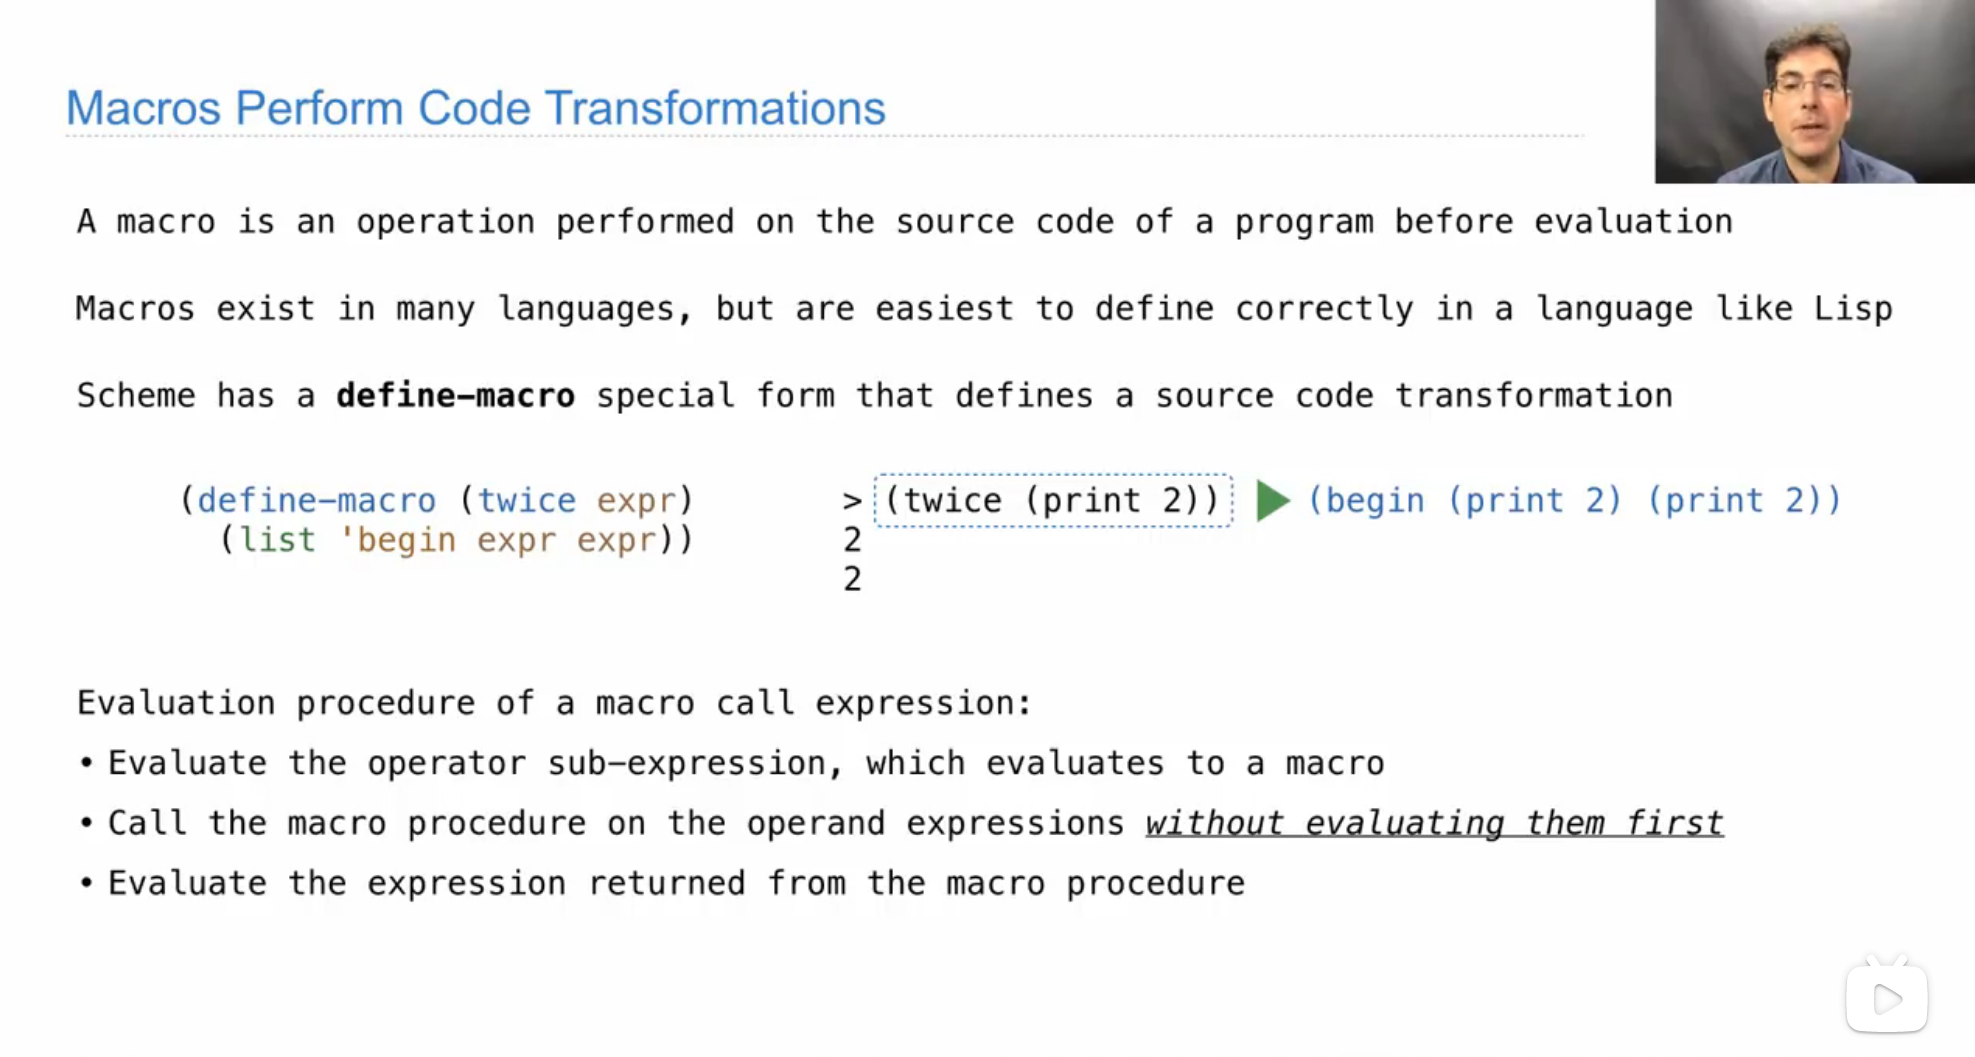 Macros Perform Code Transformations
A macro is an operation performed on the source code of a program before evaluation
Macros exist in many languages, but are easiest to define correctly in a language like Lisp
Scheme has a define-macro special form that defines a source code transformation
(define-macro (twice expr)
(list 'begin expr expr))
> (twice (print 2)) (begin (print 2) (print 2))
2
2
Evaluation procedure of a macro call expression:
• Evaluate the operator sub-expression, which evaluates to a macro
• Call the macro procedure on the operand expressions without evaluating them first
• Evaluate the expression returned from the macro procedure